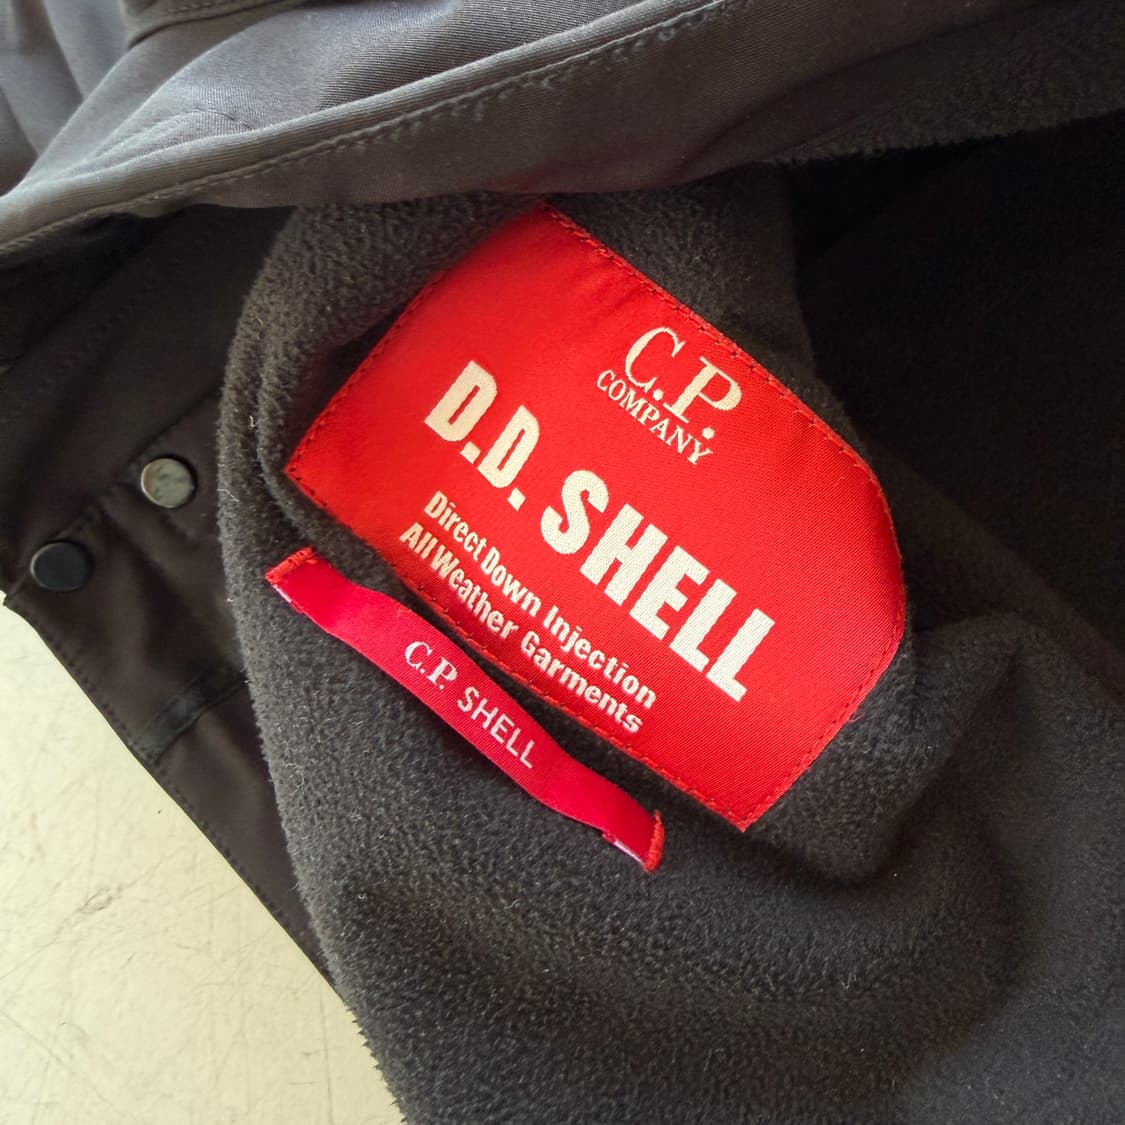 C.P.
COMPANY
D.D. SHELL
Direct Down Injection
All Weather Garments
C.P. SHELL